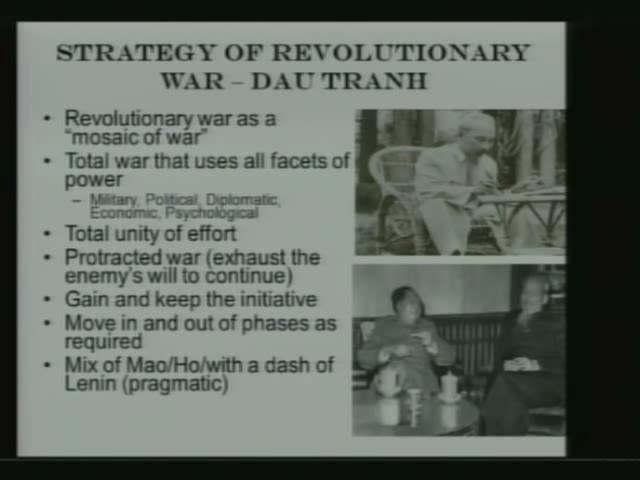 STRATEGY OF REVOLUTIONARY
WAR – DAU TRANH
• Revolutionary war as a
"mosaic of war"
• Total war that uses all facets of
power
– Military, Political, Diplomatic,
Economic, Psychological
• Total unity of effort
• Protracted war (exhaust the
enemy's will to continue)
• Gain and keep the initiative
• Move in and out of phases as
required
• Mix of Mao/Ho/with a dash of
Lenin (pragmatic)